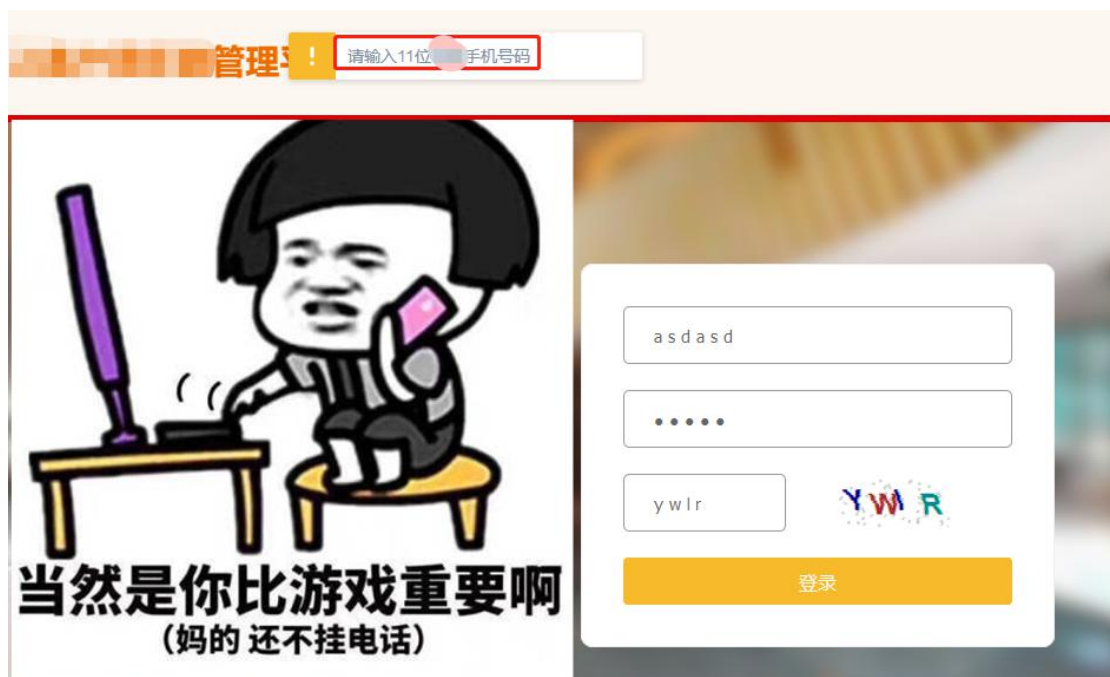 管理
! 请输入11位 手机号码
asdasd
ywlr
YWIR
登录
当然是你比游戏重要啊
（妈的 还不挂电话）